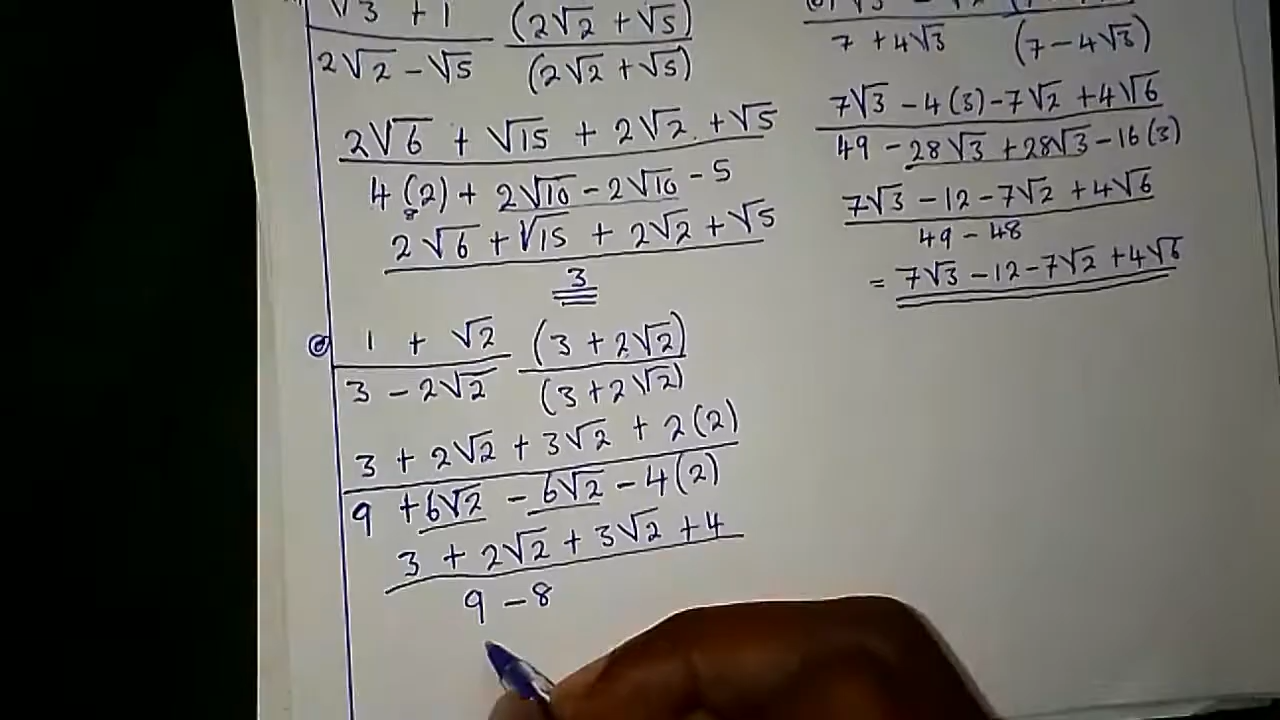 √3 + 1 (2√2 + √5)
2√2 − √5 (2√2 + √5)
2√6 + √15 + 2√2 + √5
4(2) + 2√10 − 2√10 − 5
8
2√6 + √15 + 2√2 + √5
3
1 + √2 (3 + 2√2)
3 − 2√2 (3 + 2√2)
3 + 2√2 + 3√2 + 2(2)
9 + 6√2 − 6√2 − 4(2)
3 + 2√2 + 3√2 + 4
9 − 8
7 + 4√3 (7 − 4√3)
7√3 − 4(3) − 7√2 + 4√6
49 − 28√3 + 28√3 − 16(3)
7√3 − 12 − 7√2 + 4√6
49 − 48
= 7√3 − 12 − 7√2 + 4√6